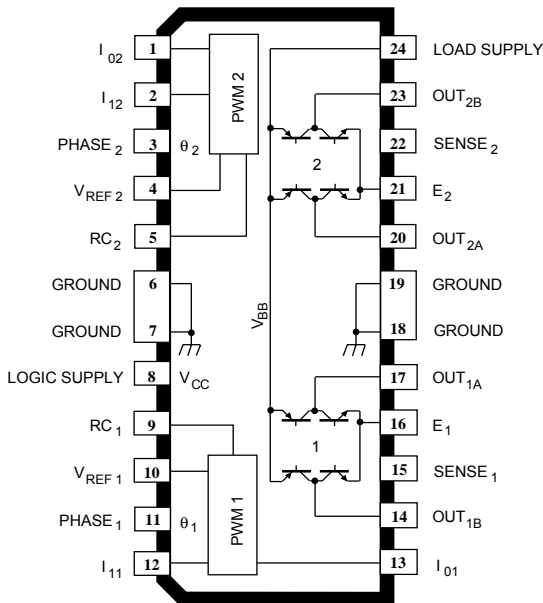 I02 1 24 LOAD SUPPLY
I12 2 PWM 2 23 OUT2B
PHASE2 3 θ2 22 SENSE2
2
VREF 2 4 21 E2
RC2 5 20 OUT2A
GROUND 6 19 GROUND
VBB
GROUND 7 18 GROUND
LOGIC SUPPLY 8 VCC 17 OUT1A
RC1 9 16 E1
1
VREF 1 10 15 SENSE1
PHASE1 11 θ1 PWM 1 14 OUT1B
I11 12 13 I01